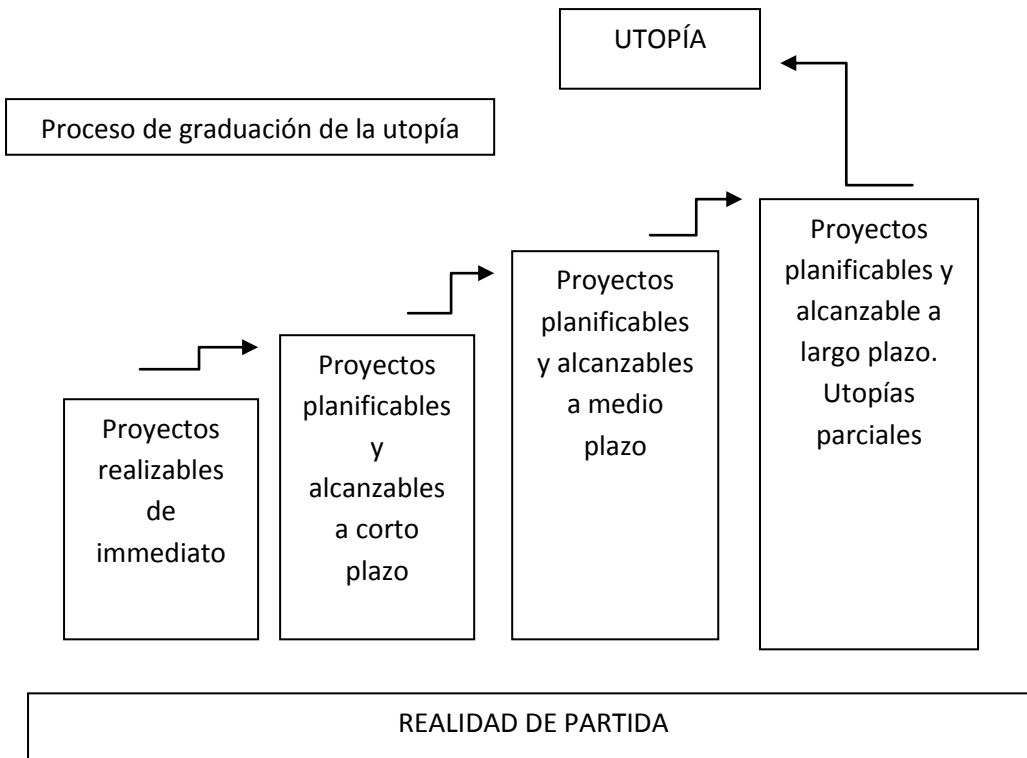 UTOPÍA
Proceso de graduación de la utopía
Proyectos
realizables
de
immediato
Proyectos
planificables
y
alcanzables
a corto
plazo
Proyectos
planificables
y alcanzables
a medio
plazo
Proyectos
planificables y
alcanzable a
largo plazo.
Utopías
parciales
REALIDAD DE PARTIDA